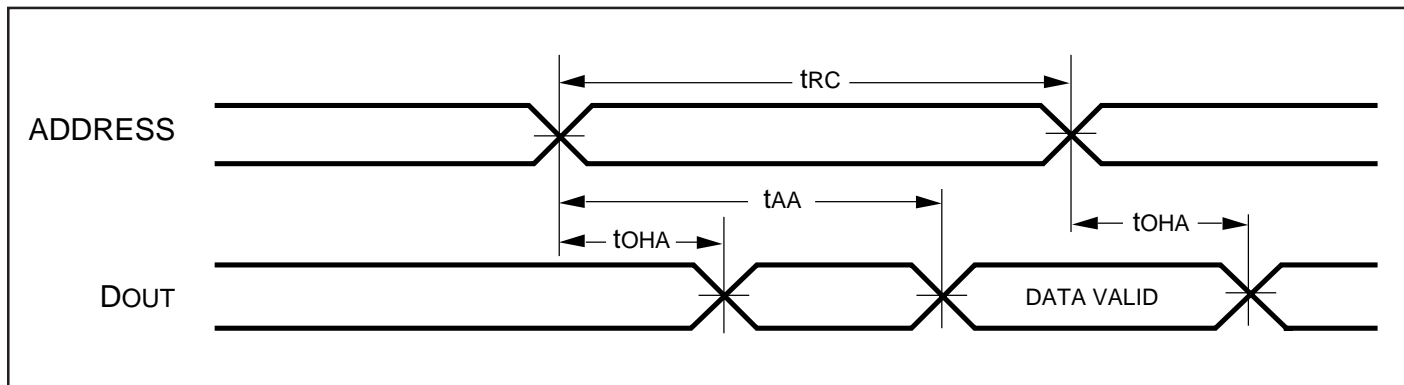 tRC
ADDRESS
tAA
tOHA
tOHA
DOUT
DATA VALID